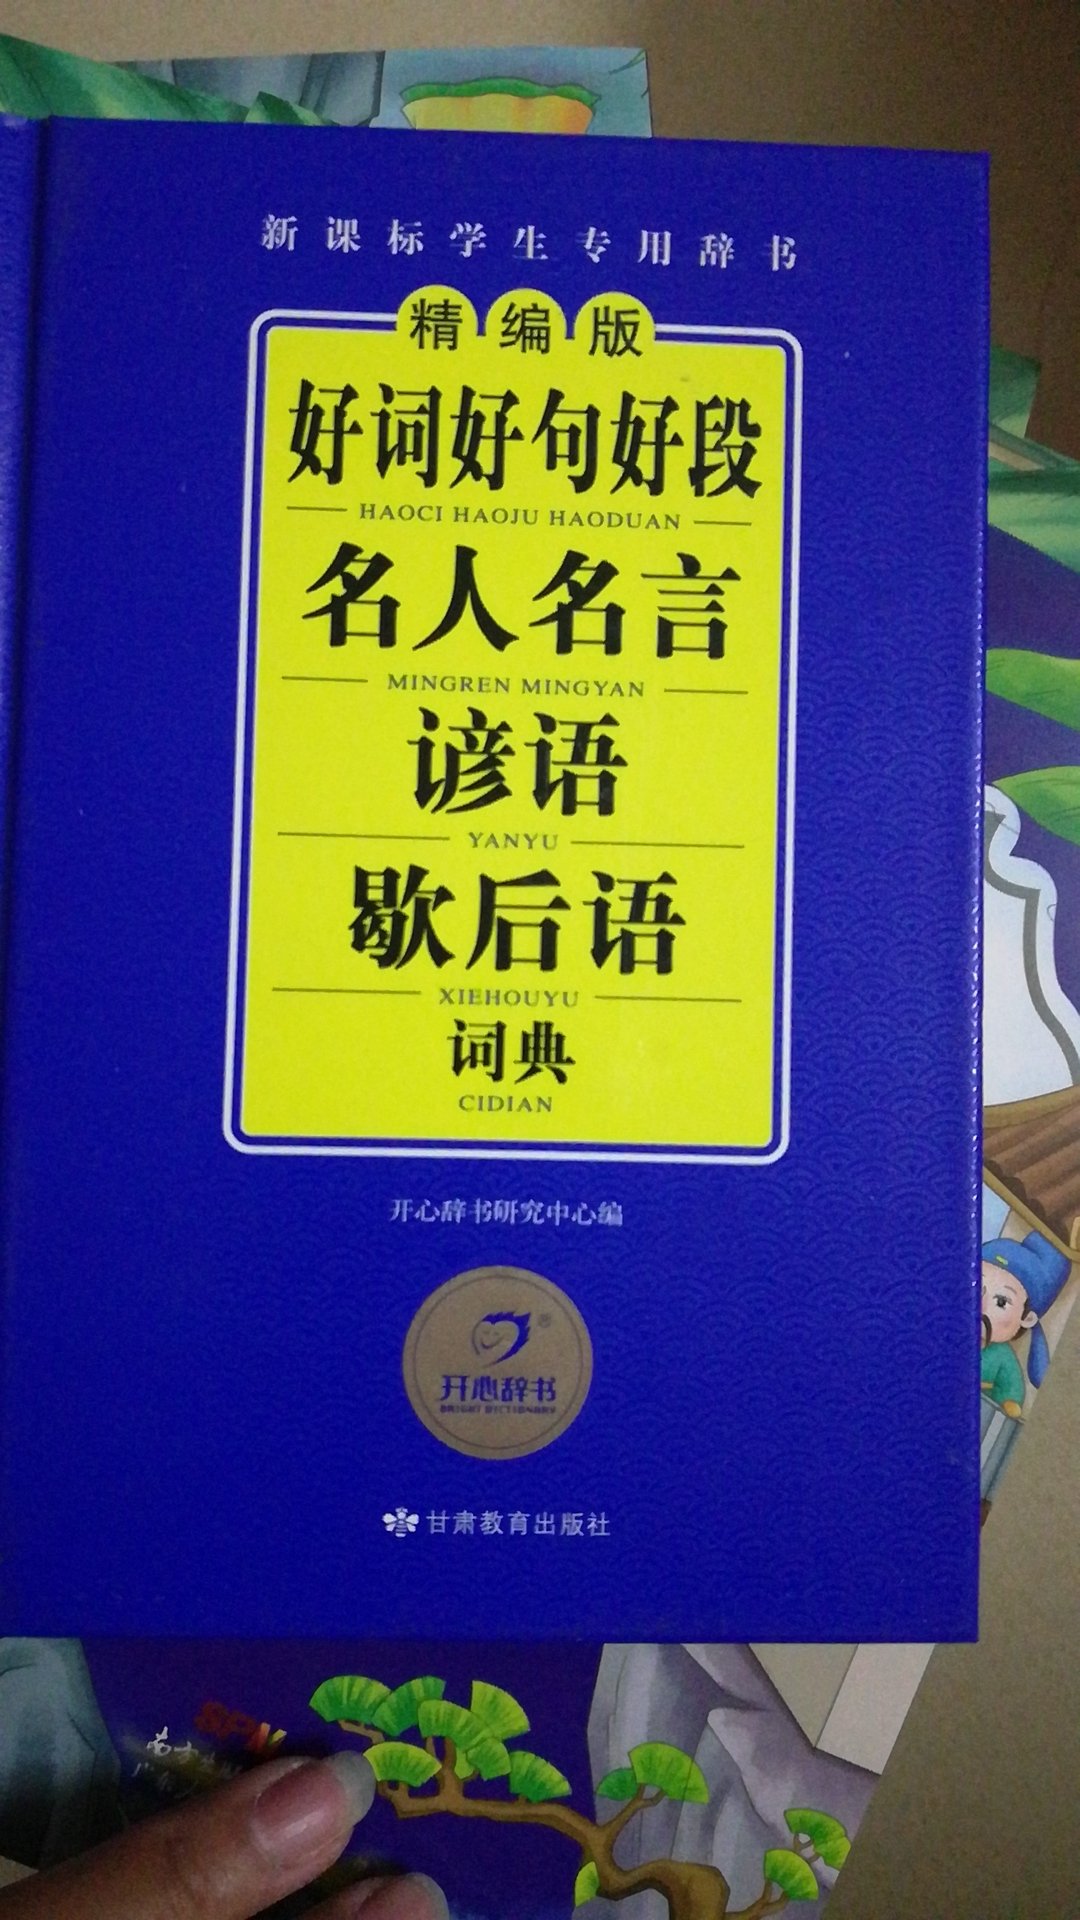 新课标学生专用辞书
精编版
好词好句好段
HAOCI HAOJU HAODUAN
名人名言
MINGREN MINGYAN
谚语
YANYU
歇后语
XIEHOUYU
词典
CIDIAN
开心辞书研究中心编
®
开心辞书
BRIGHT DICTIONARY
甘肃教育出版社